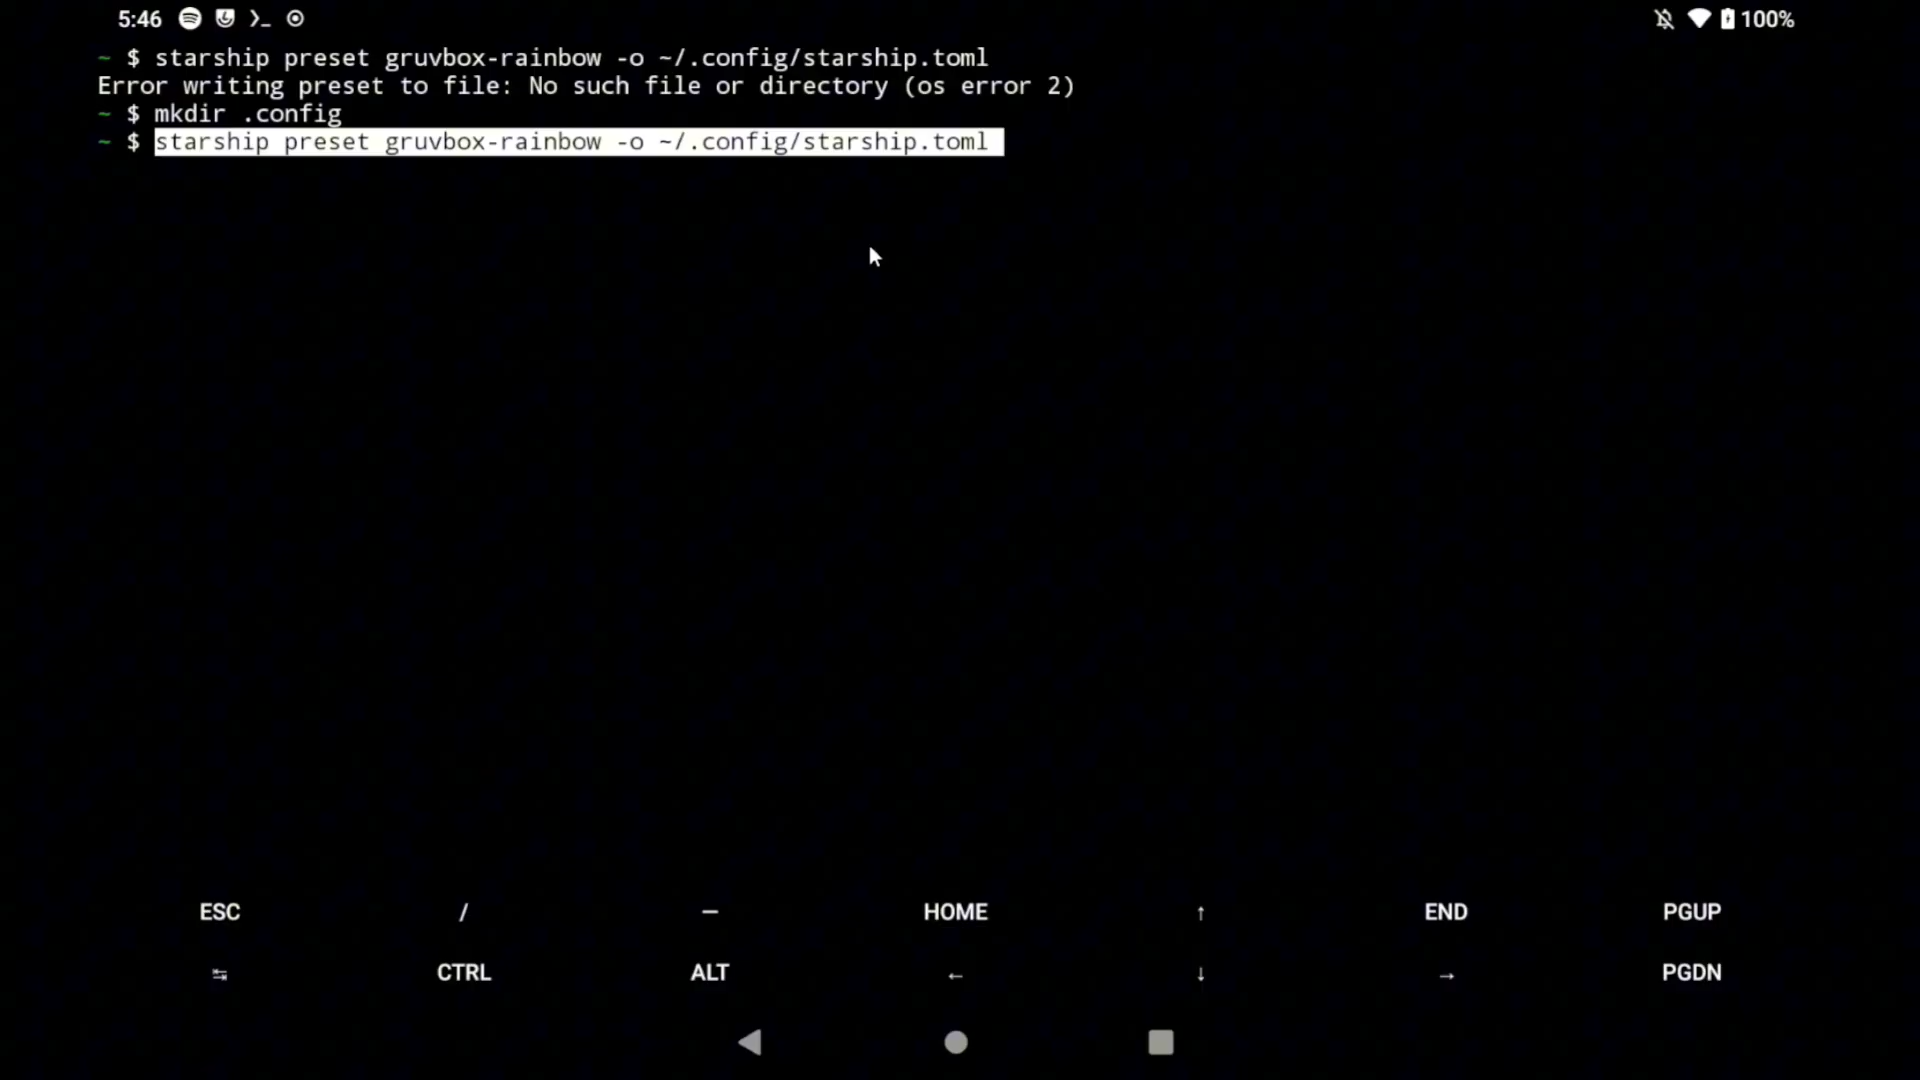 5:46 100%
~ $ starship preset gruvbox-rainbow -o ~/.config/starship.toml
Error writing preset to file: No such file or directory (os error 2)
~ $ mkdir .config
~ $ starship preset gruvbox-rainbow -o ~/.config/starship.toml
ESC / — HOME ↑ END PGUP
↹ CTRL ALT ← ↓ → PGDN